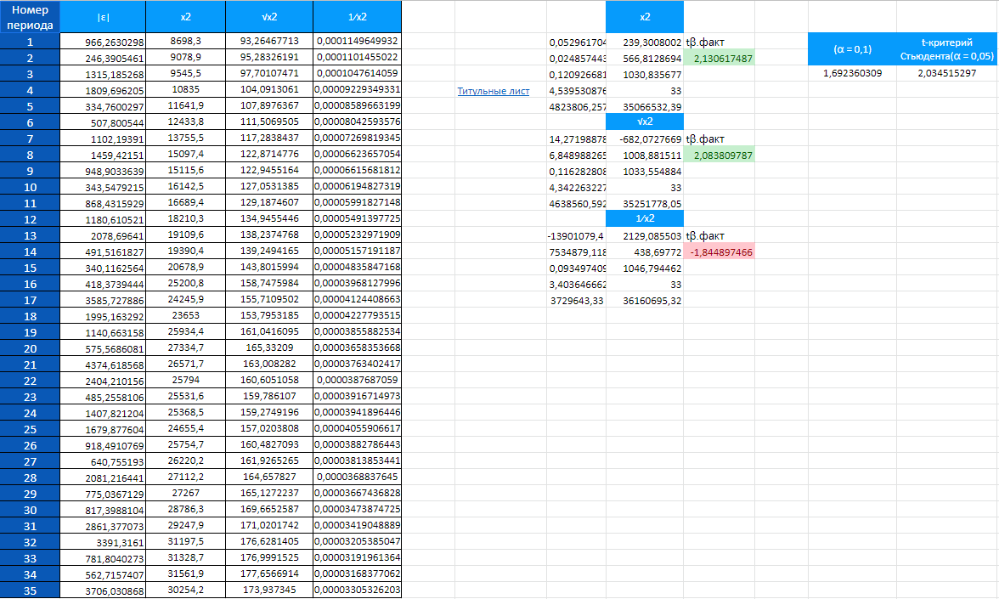 Номер периода |ε| x2 √x2 1/x2 x2
1 966,2630298 8698,3 93,26467713 0,0001149649932 0,052961704 239,3008002 tβ.факт (α = 0,1) t-критерий Стьюдента(α = 0,05)
2 246,3905461 9078,9 95,28326191 0,0001101455022 0,024857443 566,8128694 2,130617487
3 1315,185268 9545,5 97,70107471 0,0001047614059 0,120926681 1030,835677 1,692360309 2,034515297
4 1809,696205 10835 104,0913061 0,00009229349331 Титульные лист 4,539530876 33
5 334,7600297 11641,9 107,8976367 0,00008589663199 4823806,257 35066532,39
6 507,800544 12433,8 111,5069505 0,00008042593576 √x2
7 1102,19391 13755,5 117,2838437 0,00007269819345 14,27198878 -682,0727669 tβ.факт
8 1459,42151 15097,4 122,8714776 0,00006623657054 6,848988265 1008,881511 2,083809787
9 948,9033639 15115,6 122,9455164 0,00006615681812 0,116282808 1033,554884
10 343,5479215 16142,5 127,0531385 0,00006194827319 4,342263227 33
11 868,4315929 16689,4 129,1874607 0,00005991827148 4638560,592 35251778,05
12 1180,610521 18210,3 134,9455446 0,00005491397725 1/x2
13 2078,69641 19109,6 138,2374768 0,00005232971909 -13901079,4 2129,085503 tβ.факт
14 491,5161827 19390,4 139,2494165 0,00005157191187 7534879,118 438,69772 -1,844897466
15 340,1162564 20678,9 143,8015994 0,00004835847168 0,093497409 1046,794462
16 418,3739444 25200,8 158,7475984 0,00003968127996 3,403646662 33
17 3585,727886 24245,9 155,7109502 0,00004124408663 3729643,33 36160695,32
18 1995,163292 23653 153,7953185 0,00004227793515
19 1140,663158 25934,4 161,0416095 0,00003855882534
20 575,5686081 27334,7 165,33209 0,00003658353668
21 4374,618568 26571,7 163,008282 0,00003763402417
22 2404,210156 25794 160,6051058 0,0000387687059
23 485,2558106 25531,6 159,786107 0,00003916714973
24 1407,821204 25368,5 159,2749196 0,00003941896446
25 1679,877604 24655,4 157,0203808 0,00004055906617
26 918,4910769 25754,7 160,4827093 0,00003882786443
27 640,755193 26220,2 161,9265265 0,00003813853441
28 2081,216441 27112,2 164,657827 0,0000368837645
29 775,0367129 27267 165,1272237 0,00003667436828
30 817,3988104 28786,3 169,6652587 0,00003473874725
31 2861,377073 29247,9 171,0201742 0,00003419048889
32 3391,3161 31197,5 176,6281405 0,00003205385047
33 781,8040273 31328,7 176,9991525 0,00003191961364
34 562,7157407 31561,9 177,6566914 0,00003168377062
35 3706,030868 30254,2 173,937345 0,00003305326203